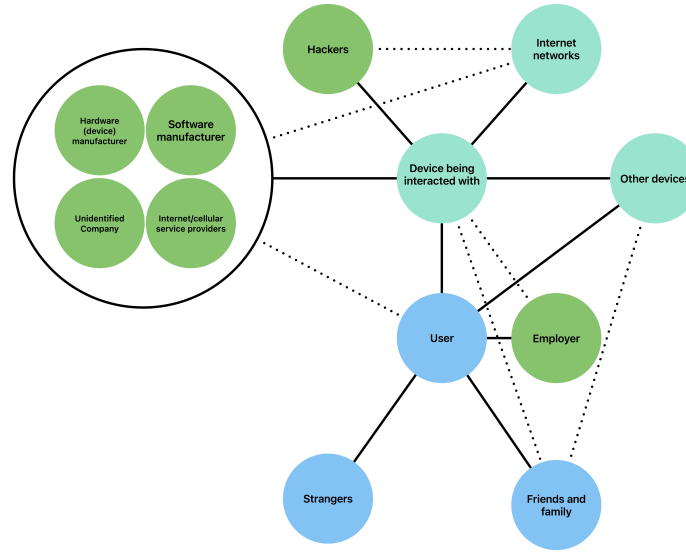 Hackers
Internet
networks
Hardware
(device)
manufacturer
Software
manufacturer
Device being
interacted with
Other devices
Unidentified
Company
Internet/cellular
service providers
User
Employer
Strangers
Friends and
family